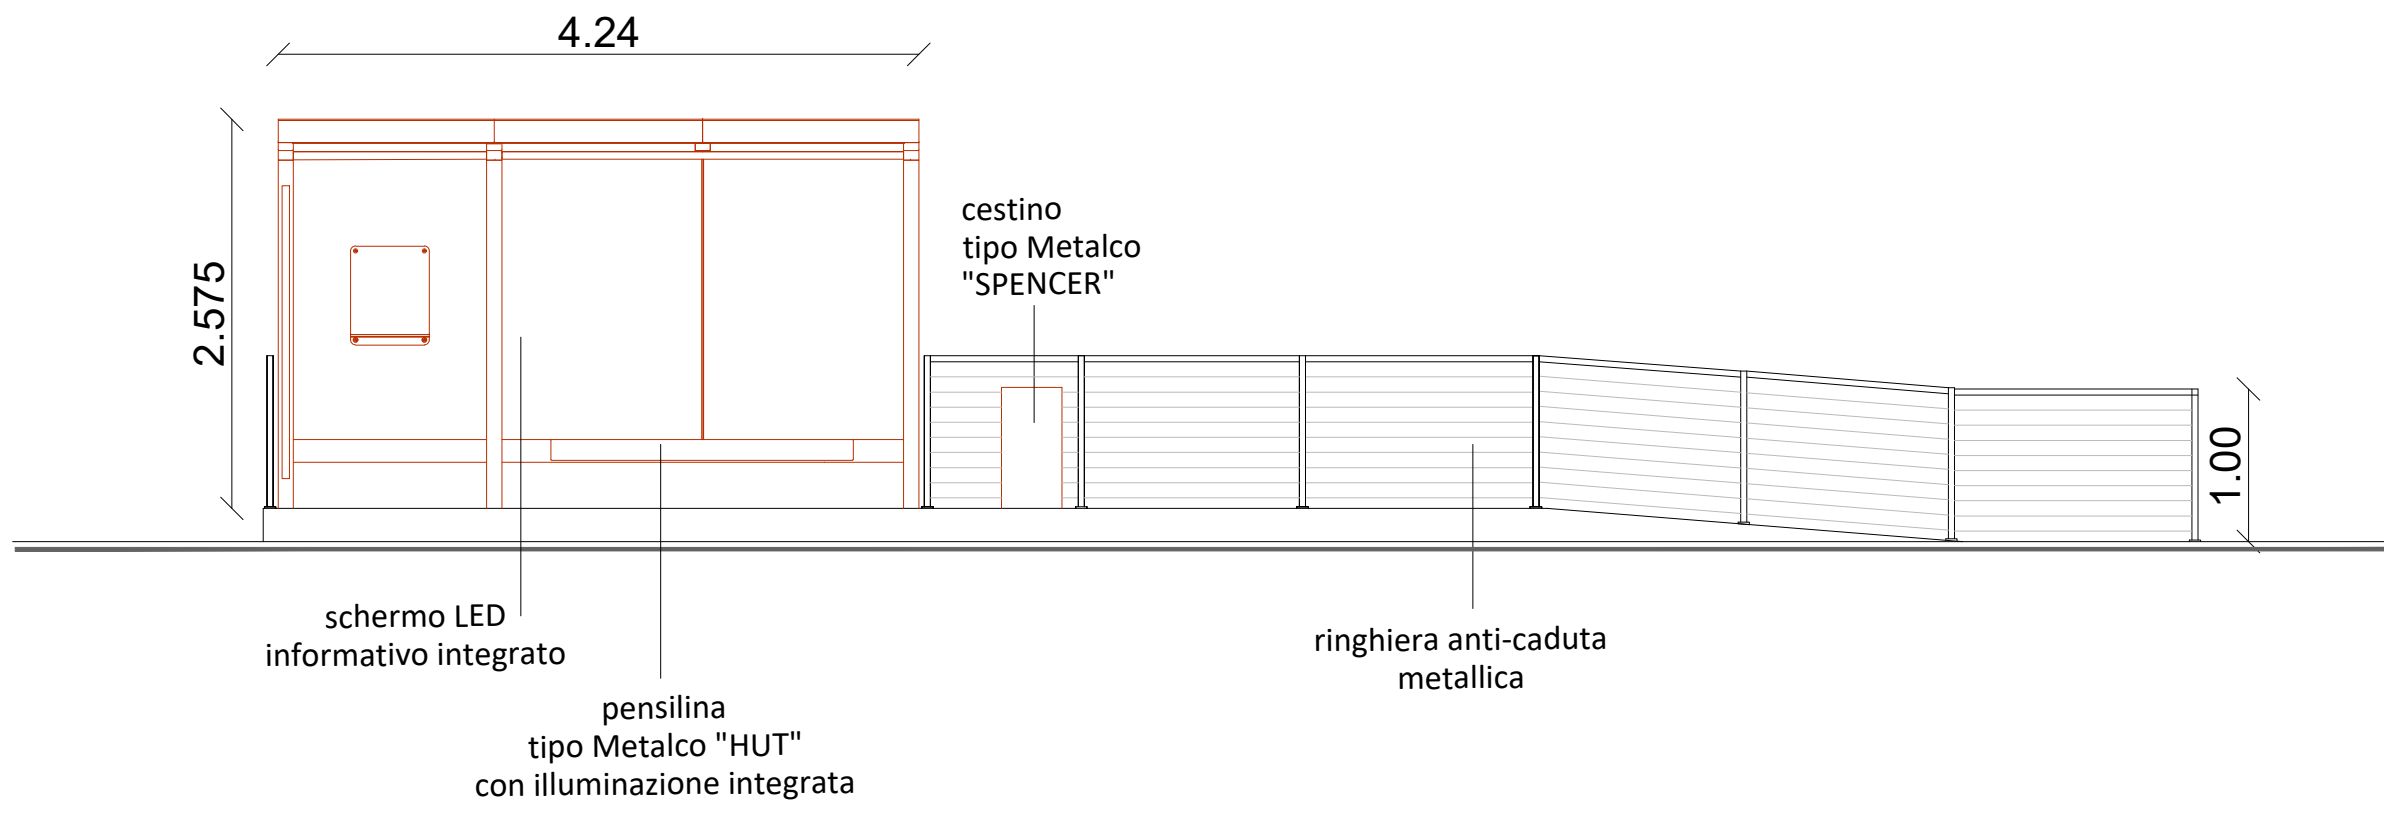 4.24
2.575
cestino
tipo Metalco
"SPENCER"
1.00
schermo LED
informativo integrato
ringhiera anti-caduta
metallica
pensilina
tipo Metalco "HUT"
con illuminazione integrata